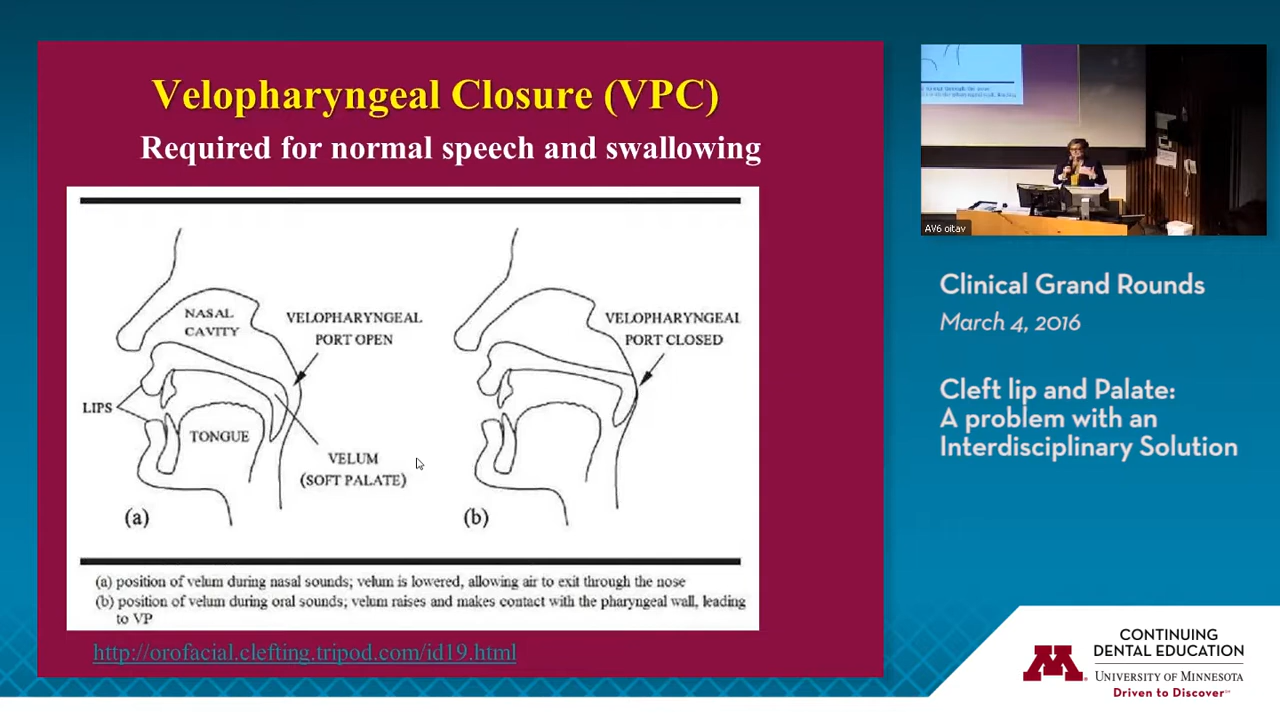 Velopharyngeal Closure (VPC)
Required for normal speech and swallowing
NASAL
CAVITY
VELOPHARYNGEAL
PORT OPEN
LIPS
TONGUE
VELUM
(SOFT PALATE)
(a)
VELOPHARYNGEAL
PORT CLOSED
(b)
(a) position of velum during nasal sounds; velum is lowered, allowing air to exit through the nose
(b) position of velum during oral sounds; velum raises and makes contact with the pharyngeal wall, leading
to VP
http://orofacial.clefting.tripod.com/id19.html
AV6 oitav
Clinical Grand Rounds
March 4, 2016
Cleft lip and Palate:
A problem with an
Interdisciplinary Solution
M
CONTINUING
DENTAL EDUCATION
UNIVERSITY OF MINNESOTA
Driven to Discover℠